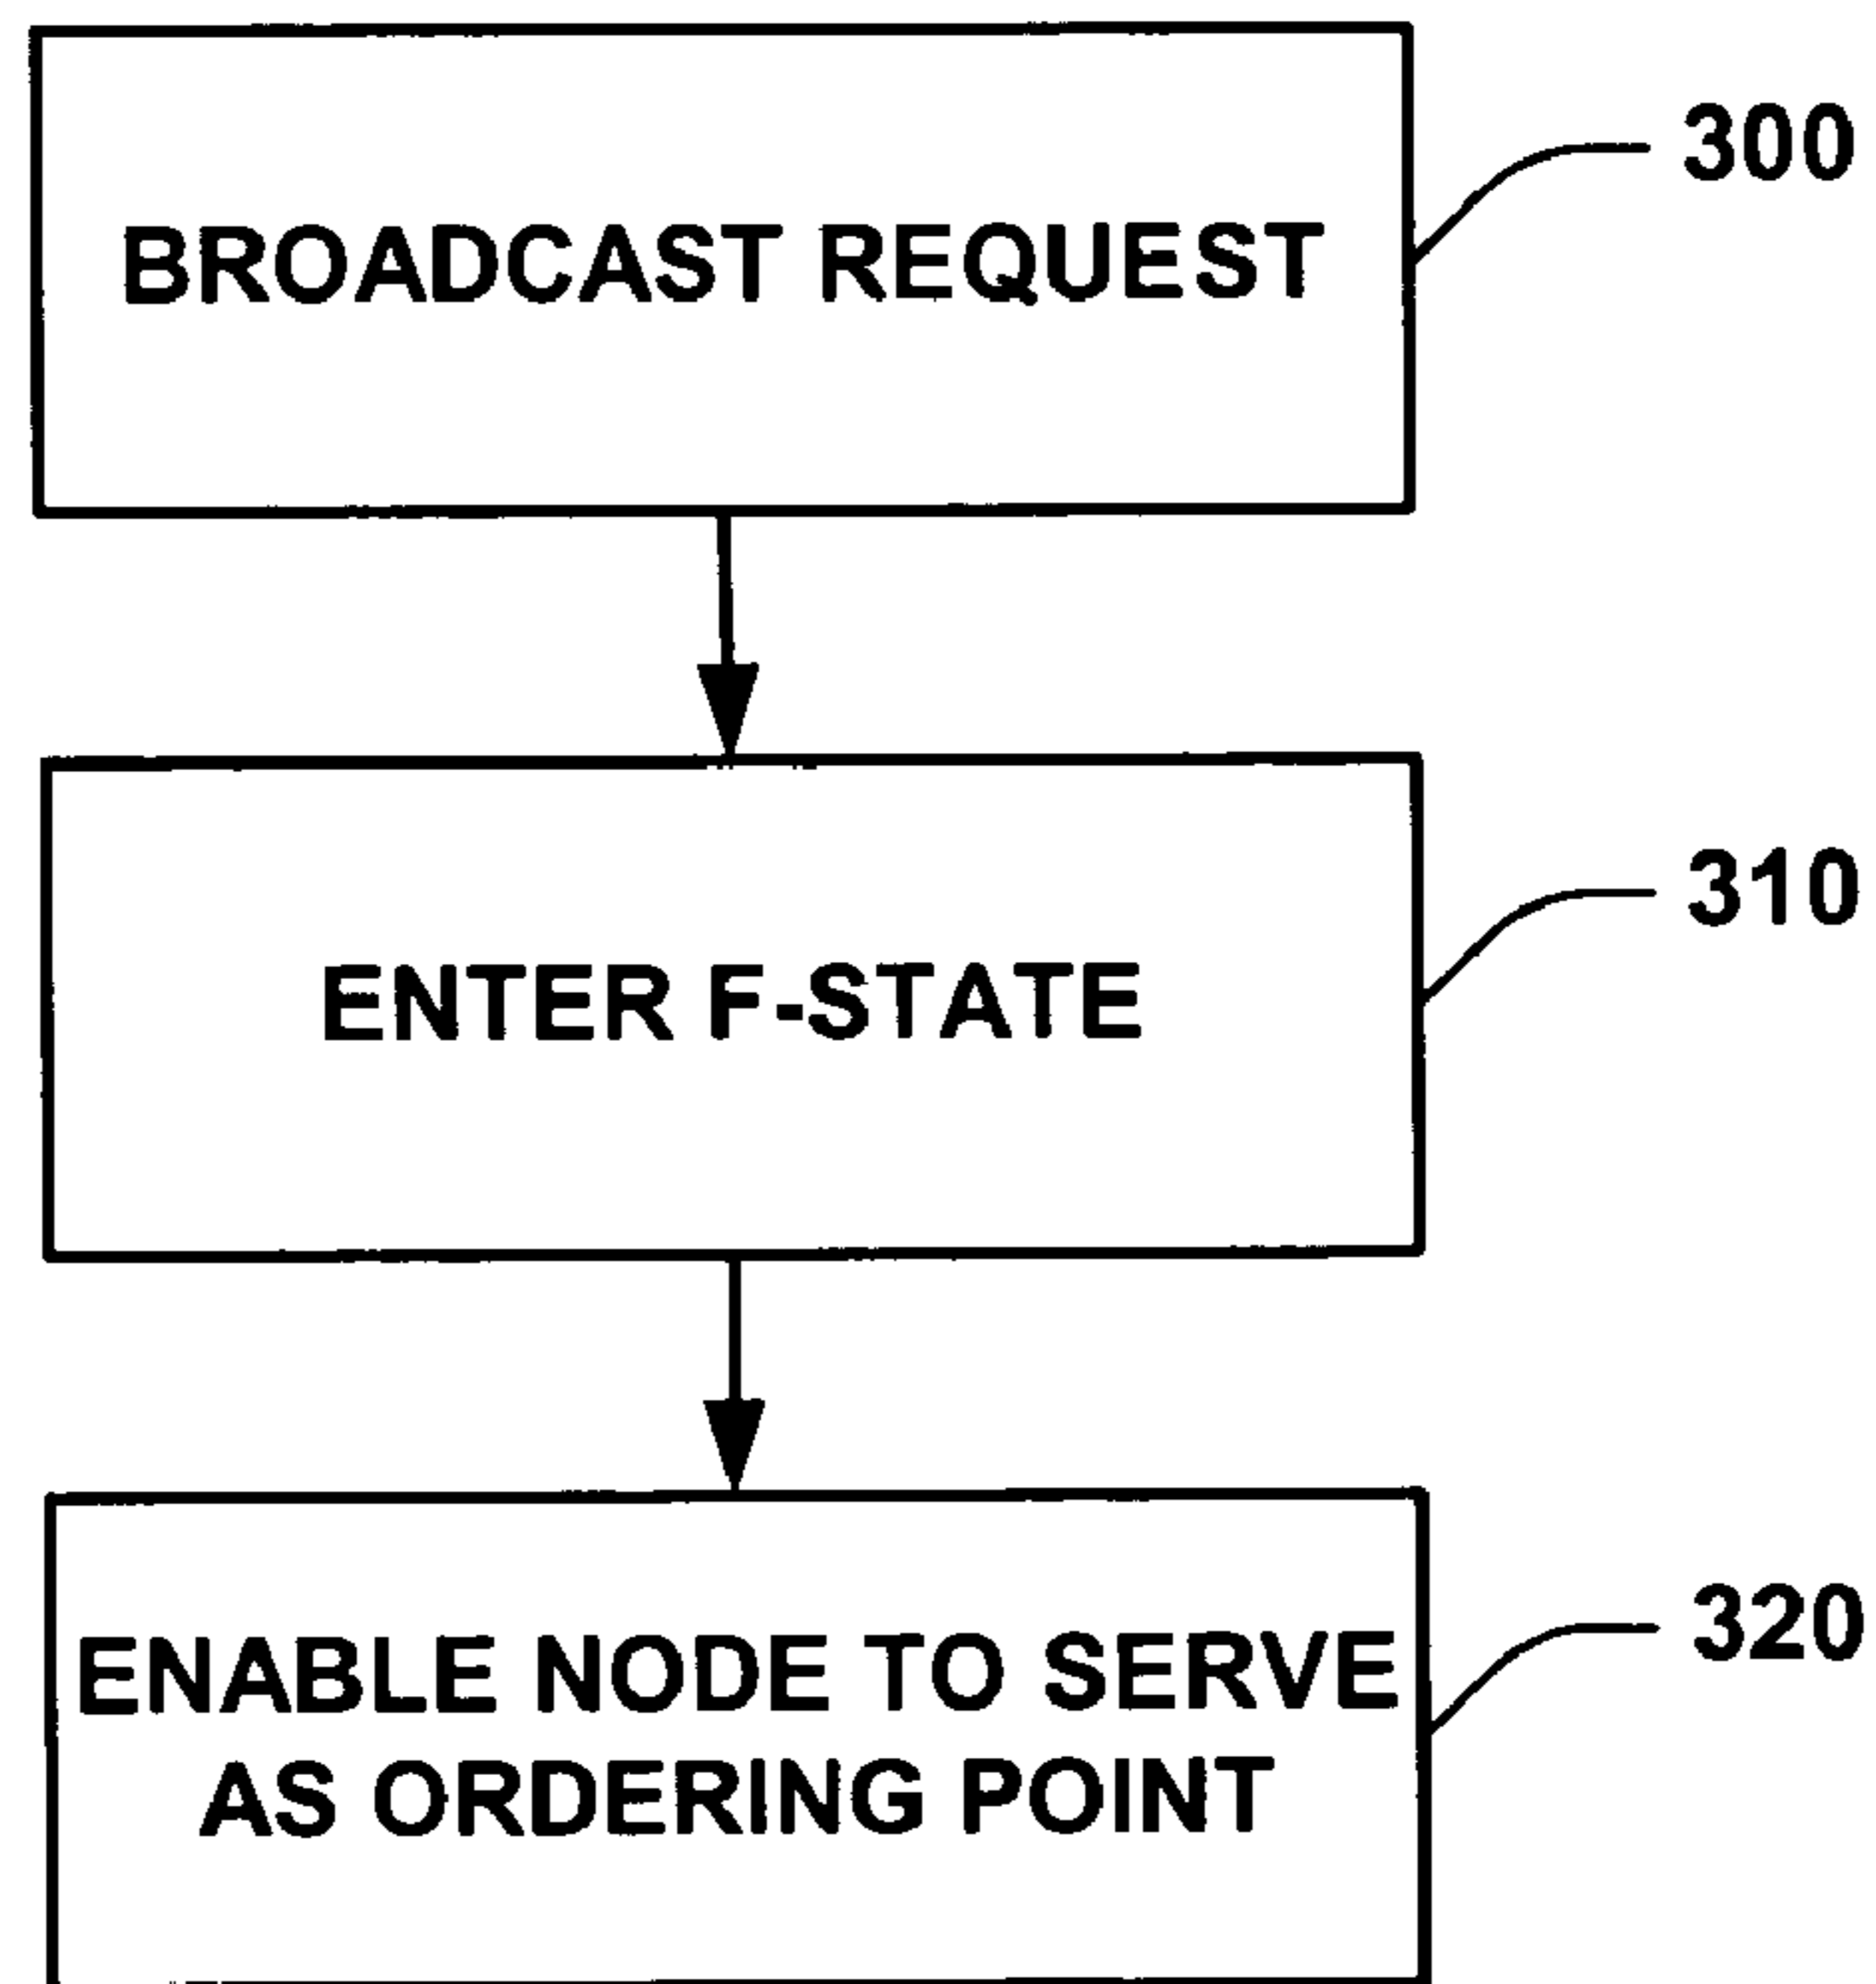 BROADCAST REQUEST
300
ENTER F-STATE
310
ENABLE NODE TO SERVE
AS ORDERING POINT
320